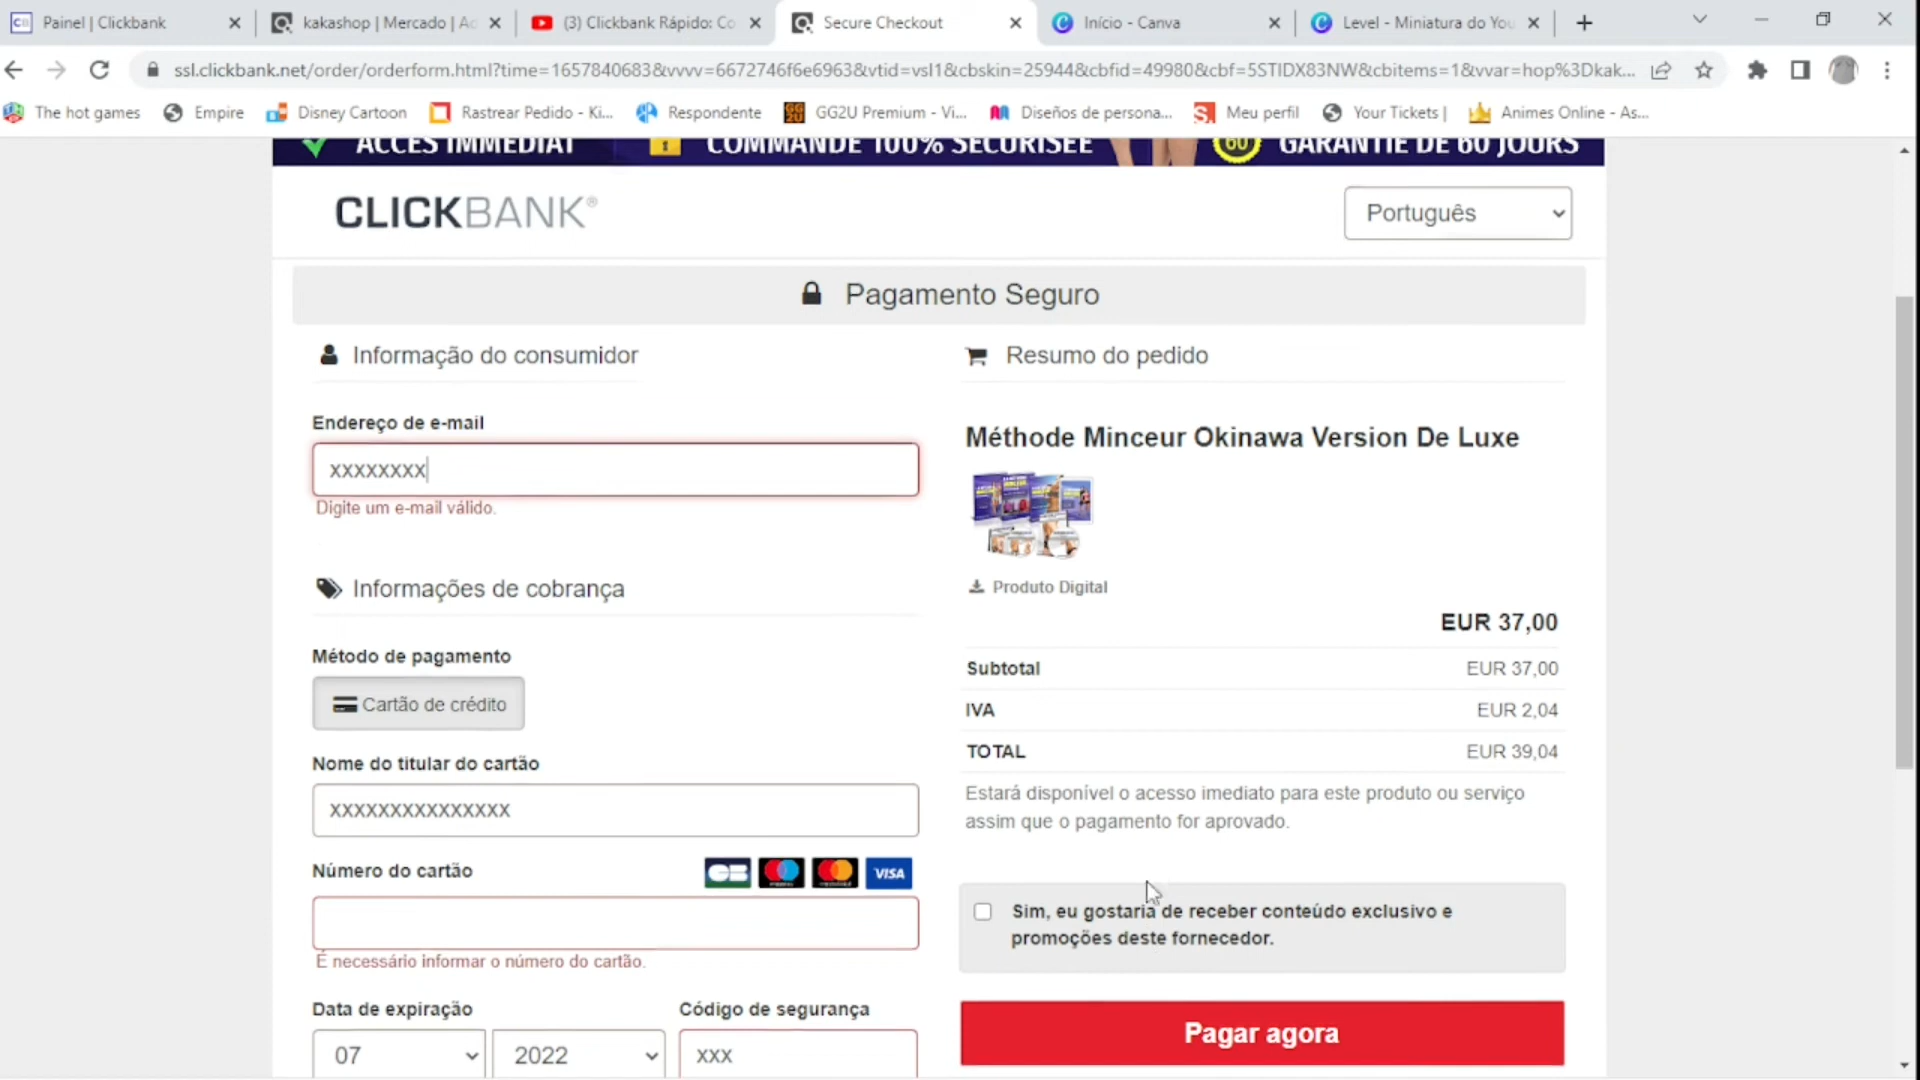 Painel | Clickbank
kakashop | Mercado | Ac
(3) Clickbank Rápido: Co
Secure Checkout
Início - Canva
Level - Miniatura do You
ssl.clickbank.net/order/orderform.html?time=1657840683&vvvv=6672746f6e6963&vtid=vsl1&cbskin=25944&cbfid=49980&cbf=5STIDX83NW&cbitems=1&vvar=hop%3Dkak...
The hot games
Empire
Disney Cartoon
Rastrear Pedido - Ki...
Respondente
GG2U Premium - Vi...
Diseños de persona...
Meu perfil
Your Tickets |
Animes Online - As...
ACCÈS IMMÉDIAT
COMMANDE 100% SÉCURISÉE
60
GARANTIE DE 60 JOURS
CLICKBANK®
Português
Pagamento Seguro
Informação do consumidor
Endereço de e-mail
xxxxxxxx
Digite um e-mail válido.
Informações de cobrança
Método de pagamento
Cartão de crédito
Nome do titular do cartão
XXXXXXXXXXXXXXX
Número do cartão
CB
VISA
É necessário informar o número do cartão.
Data de expiração
Código de segurança
07
2022
XXX
Resumo do pedido
Méthode Minceur Okinawa Version De Luxe
Produto Digital
EUR 37,00
Subtotal EUR 37,00
IVA EUR 2,04
TOTAL EUR 39,04
Estará disponível o acesso imediato para este produto ou serviço
assim que o pagamento for aprovado.
Sim, eu gostaria de receber conteúdo exclusivo e
promoções deste fornecedor.
Pagar agora